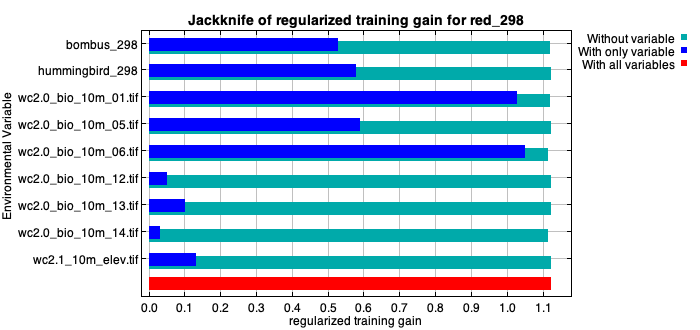 Jackknife of regularized training gain for red_298
Without variable
With only variable
With all variables
Environmental Variable
bombus_298
hummingbird_298
wc2.0_bio_10m_01.tif
wc2.0_bio_10m_05.tif
wc2.0_bio_10m_06.tif
wc2.0_bio_10m_12.tif
wc2.0_bio_10m_13.tif
wc2.0_bio_10m_14.tif
wc2.1_10m_elev.tif
0.0 0.1 0.2 0.3 0.4 0.5 0.6 0.7 0.8 0.9 1.0 1.1
regularized training gain